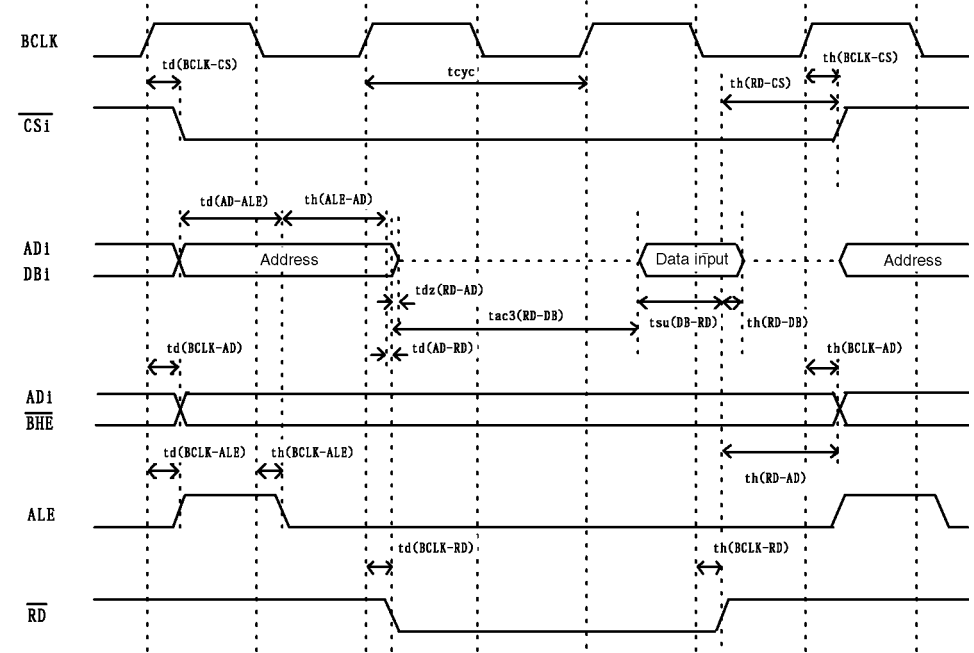 BCLK
td(BCLK-CS)
tcyc
th(BCLK-CS)
th(RD-CS)
CSi
td(AD-ALE)
th(ALE-AD)
ADi
DBi
Address
Data input
Address
tdz(RD-AD)
tac3(RD-DB)
tsu(DB-RD)
th(RD-DB)
td(AD-RD)
td(BCLK-AD)
th(BCLK-AD)
ADi
BHE
td(BCLK-ALE)
th(BCLK-ALE)
th(RD-AD)
ALE
td(BCLK-RD)
th(BCLK-RD)
RD